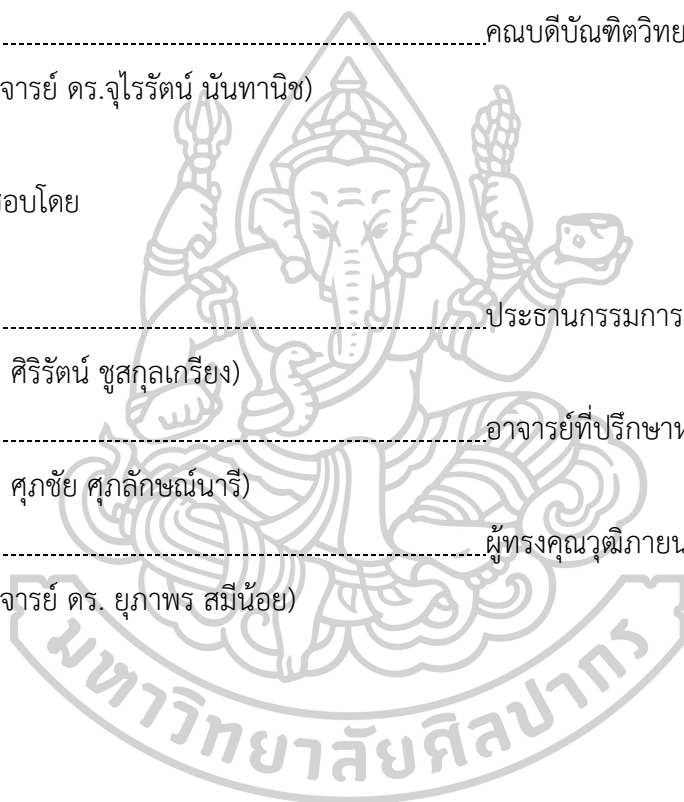 คณบดีบัณฑิตวิทย
จารย์ ดร.จุไรรัตน์ นันทานิช)
อบโดย
ประธานกรรมการ
ศิริรัตน์ ชูสกุลเกรียง)
อาจารย์ที่ปรึกษาห
ศุภชัย ศุภลักษณ์นารี)
ผู้ทรงคุณวุฒิภายน
จารย์ ดร. ยุภาพร สมีน้อย)
มหาวิทยาลัยศิลปากร